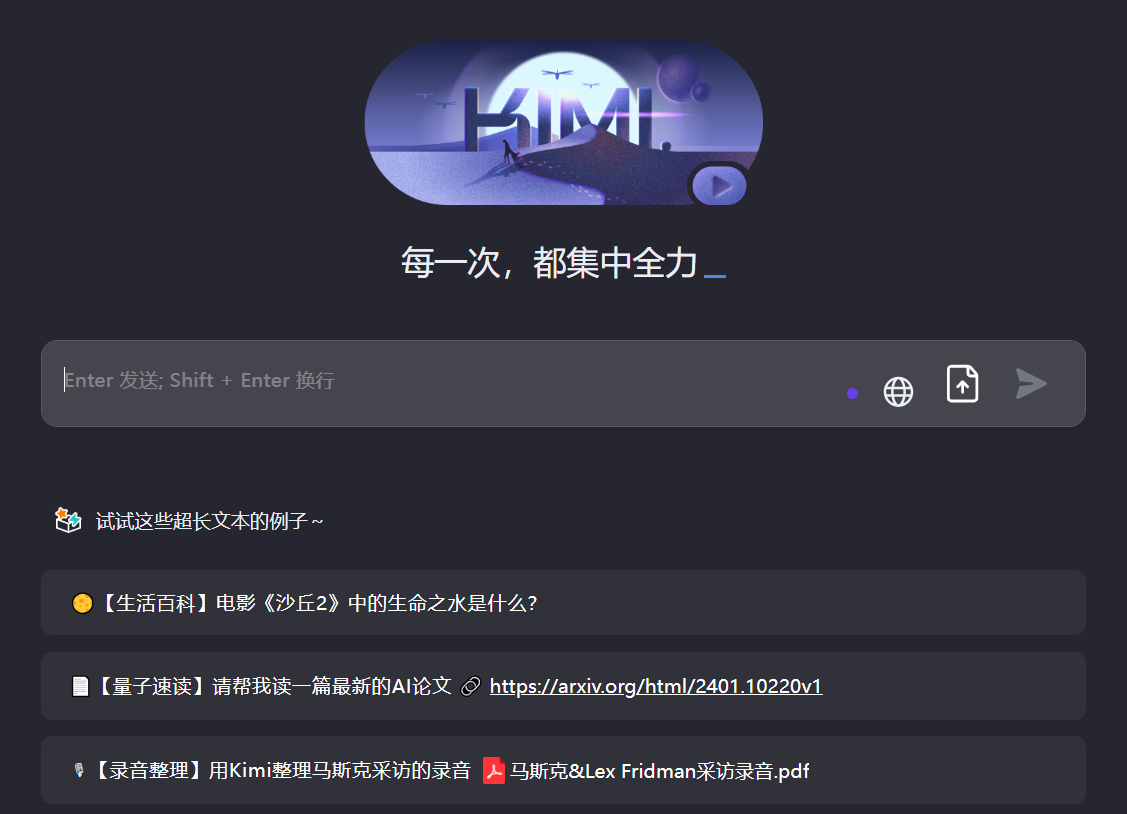 KIMI.
每一次，都集中全力_
Enter 发送; Shift + Enter 换行
试试这些超长文本的例子～
【生活百科】电影《沙丘2》中的生命之水是什么？
【量子速读】请帮我读一篇最新的AI论文 https://arxiv.org/html/2401.10220v1
【录音整理】用Kimi整理马斯克采访的录音 马斯克&Lex Fridman采访录音.pdf